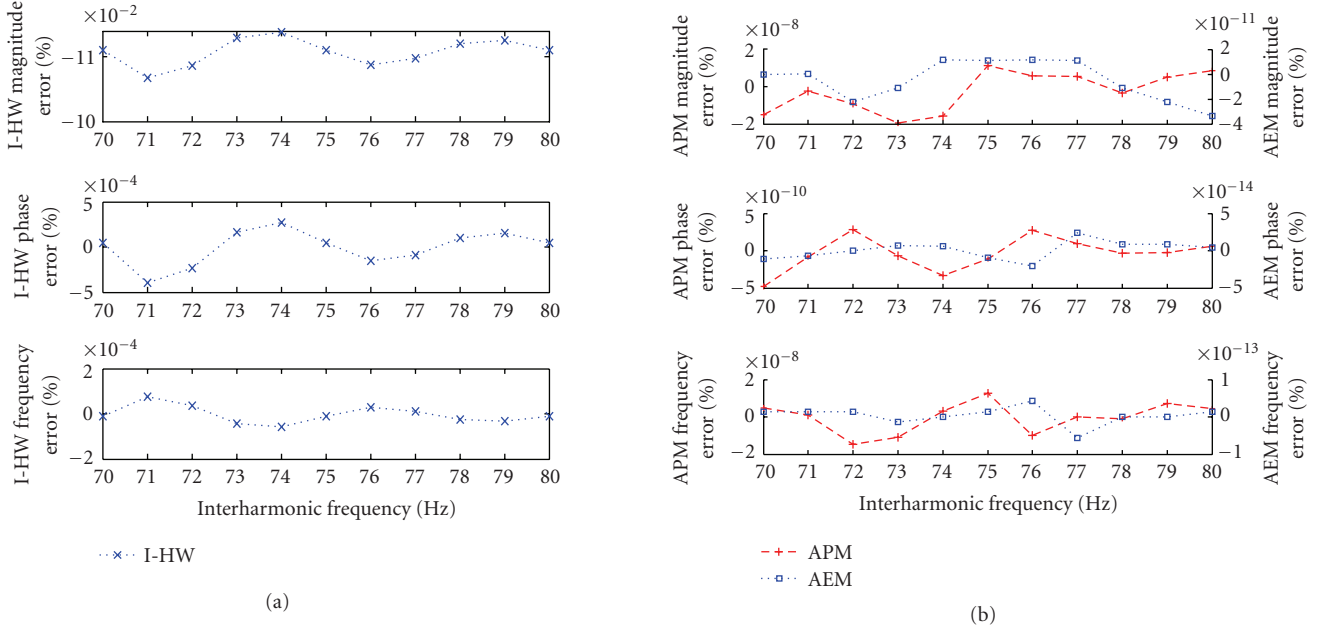 ×10⁻²
I-HW magnitude
error (%)
−11
−10
70 71 72 73 74 75 76 77 78 79 80
×10⁻⁴
I-HW phase
error (%)
5
0
−5
70 71 72 73 74 75 76 77 78 79 80
×10⁻⁴
I-HW frequency
error (%)
2
0
−2
70 71 72 73 74 75 76 77 78 79 80
Interharmonic frequency (Hz)
I-HW
(a)
×10⁻⁸
×10⁻¹¹
APM magnitude
error (%)
2
0
−2
2
0
−2
−4
AEM magnitude
error (%)
70 71 72 73 74 75 76 77 78 79 80
×10⁻¹⁰
×10⁻¹⁴
APM phase
error (%)
5
0
−5
5
0
−5
AEM phase
error (%)
70 71 72 73 74 75 76 77 78 79 80
×10⁻⁸
×10⁻¹³
APM frequency
error (%)
2
0
−2
1
0
−1
AEM frequency
error (%)
70 71 72 73 74 75 76 77 78 79 80
Interharmonic frequency (Hz)
APM
AEM
(b)